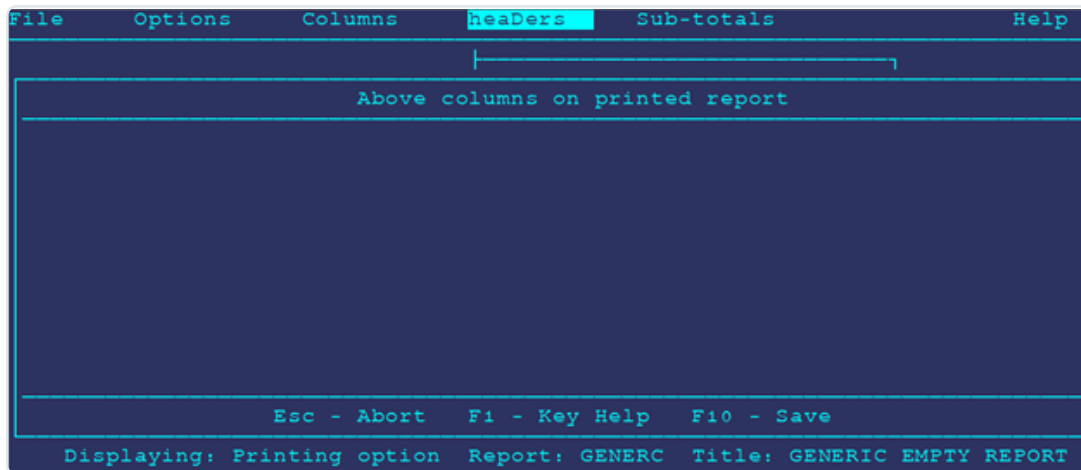 File Options Columns heaDers Sub-totals Help
Above columns on printed report
Esc - Abort F1 - Key Help F10 - Save
Displaying: Printing option Report: GENERC Title: GENERIC EMPTY REPORT